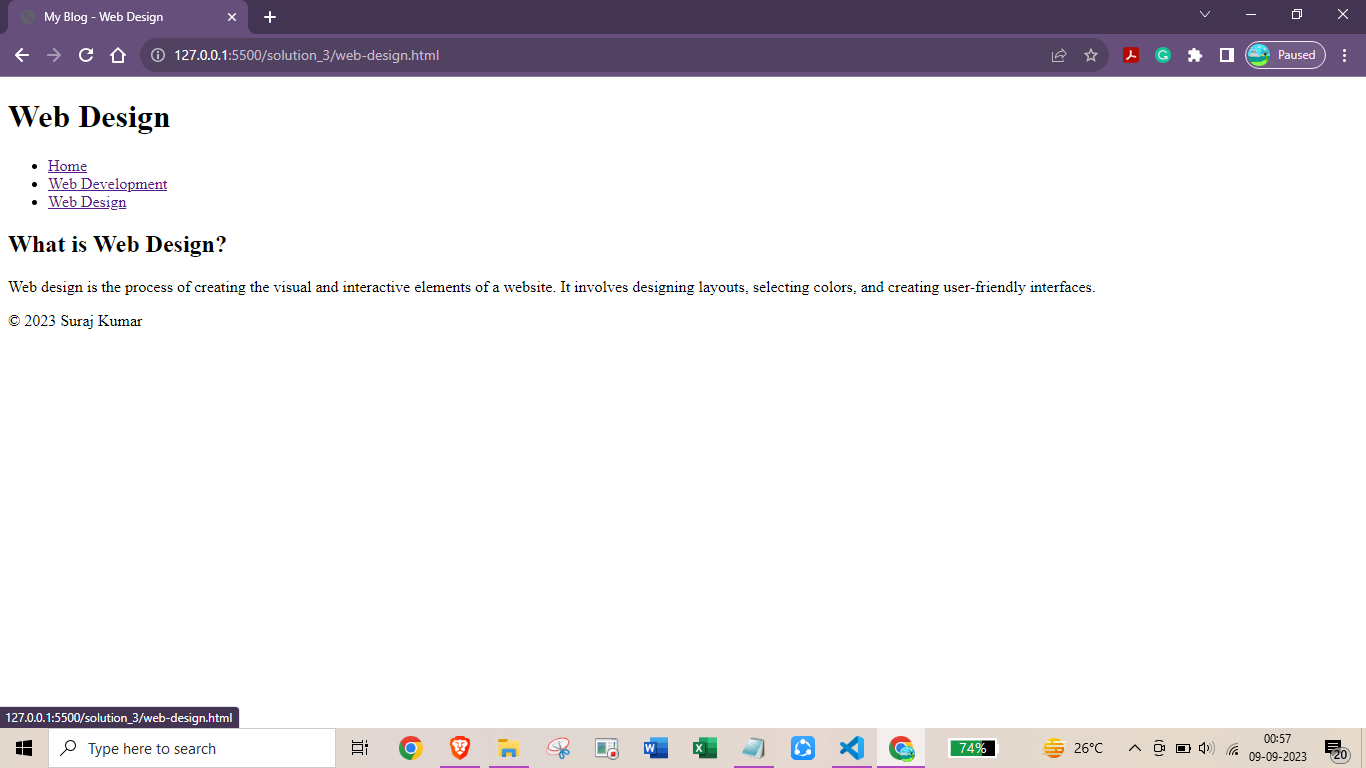 My Blog - Web Design
127.0.0.1:5500/solution_3/web-design.html
Paused
Web Design
Home
Web Development
Web Design
What is Web Design?
Web design is the process of creating the visual and interactive elements of a website. It involves designing layouts, selecting colors, and creating user-friendly interfaces.
© 2023 Suraj Kumar
127.0.0.1:5500/solution_3/web-design.html
Type here to search
74%
26°C
00:57
09-09-2023
20